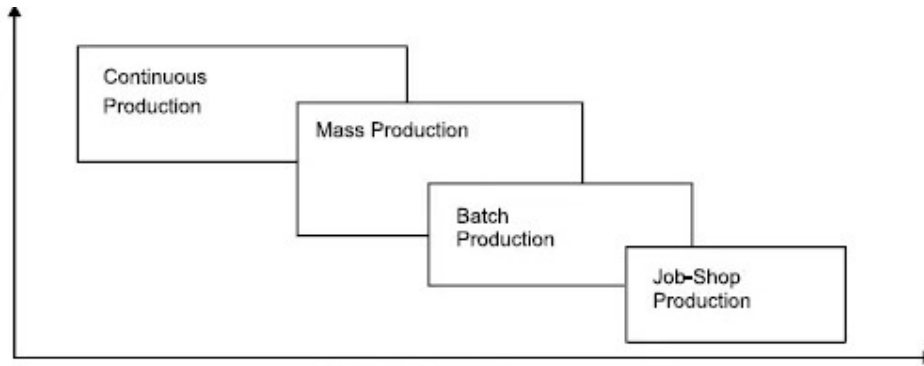 Continuous
Production
Mass Production
Batch
Production
Job-Shop
Production